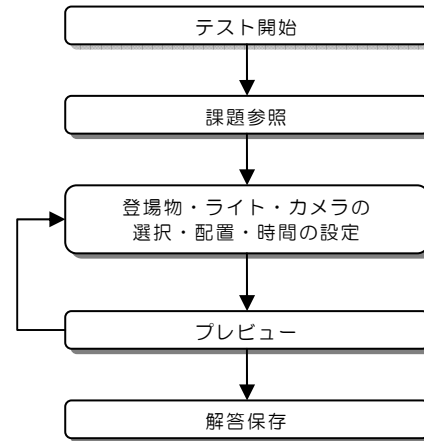 テスト開始
課題参照
登場物・ライト・カメラの
選択・配置・時間の設定
プレビュー
解答保存